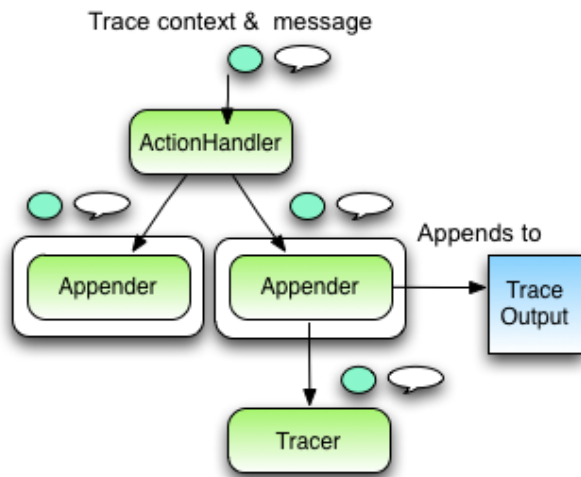 Trace context & message
ActionHandler
Appends to
Appender
Appender
Trace
Output
Tracer